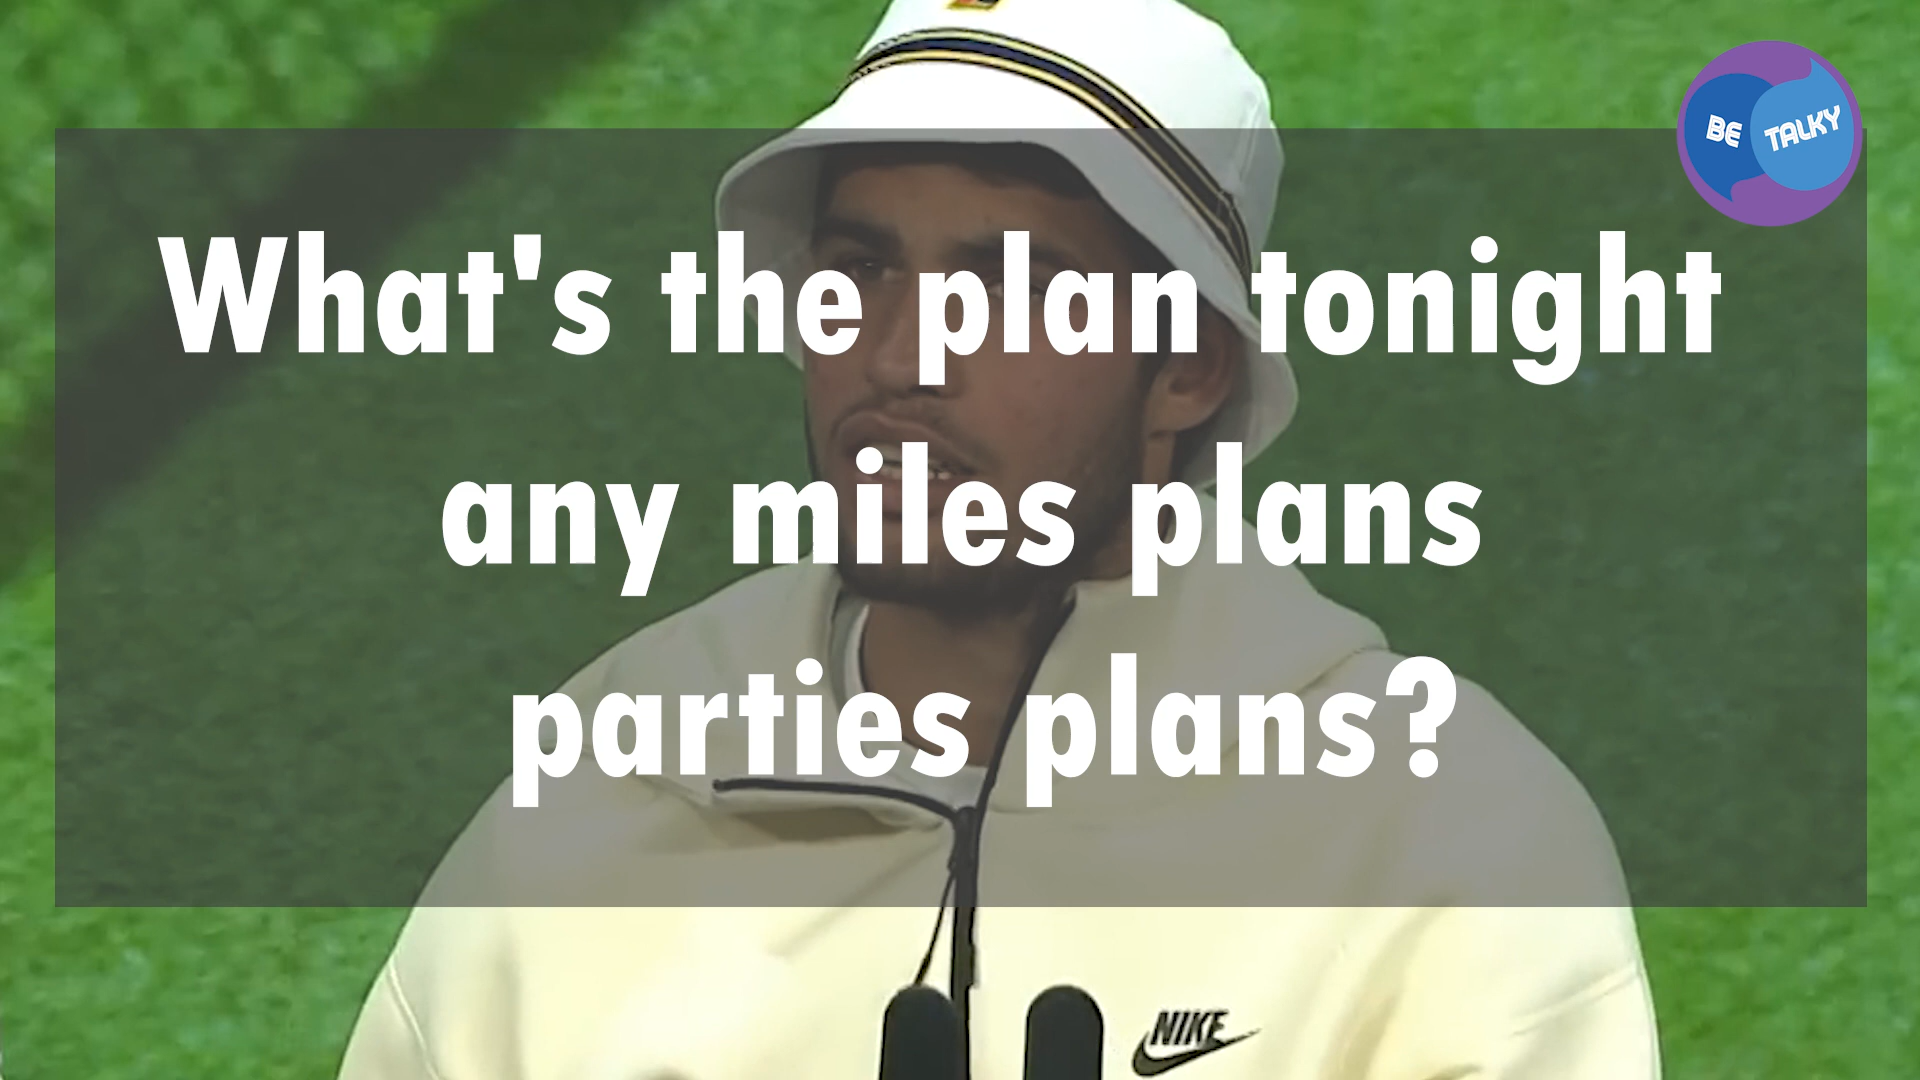 BE TALKY
What's the plan tonight
any miles plans
parties plans?
NIKE